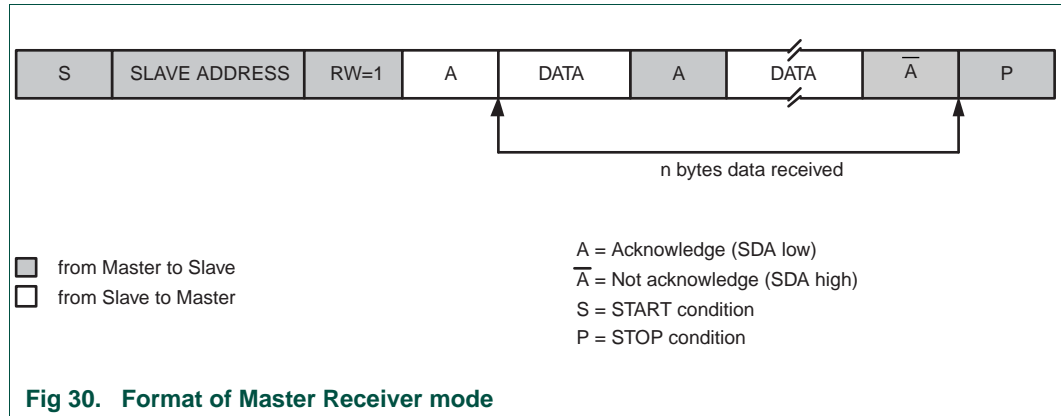 S SLAVE ADDRESS RW=1 A DATA A DATA A̅ P
n bytes data received
from Master to Slave
from Slave to Master
A = Acknowledge (SDA low)
A̅ = Not acknowledge (SDA high)
S = START condition
P = STOP condition
Fig 30. Format of Master Receiver mode